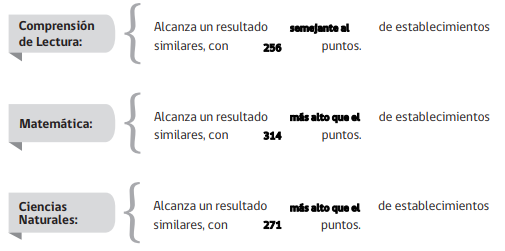 Comprensión
de Lectura:
Alcanza un resultado semejante al de establecimientos
similares, con 256 puntos.
Matemática:
Alcanza un resultado más alto que el de establecimientos
similares, con 314 puntos.
Ciencias
Naturales:
Alcanza un resultado más alto que el de establecimientos
similares, con 271 puntos.